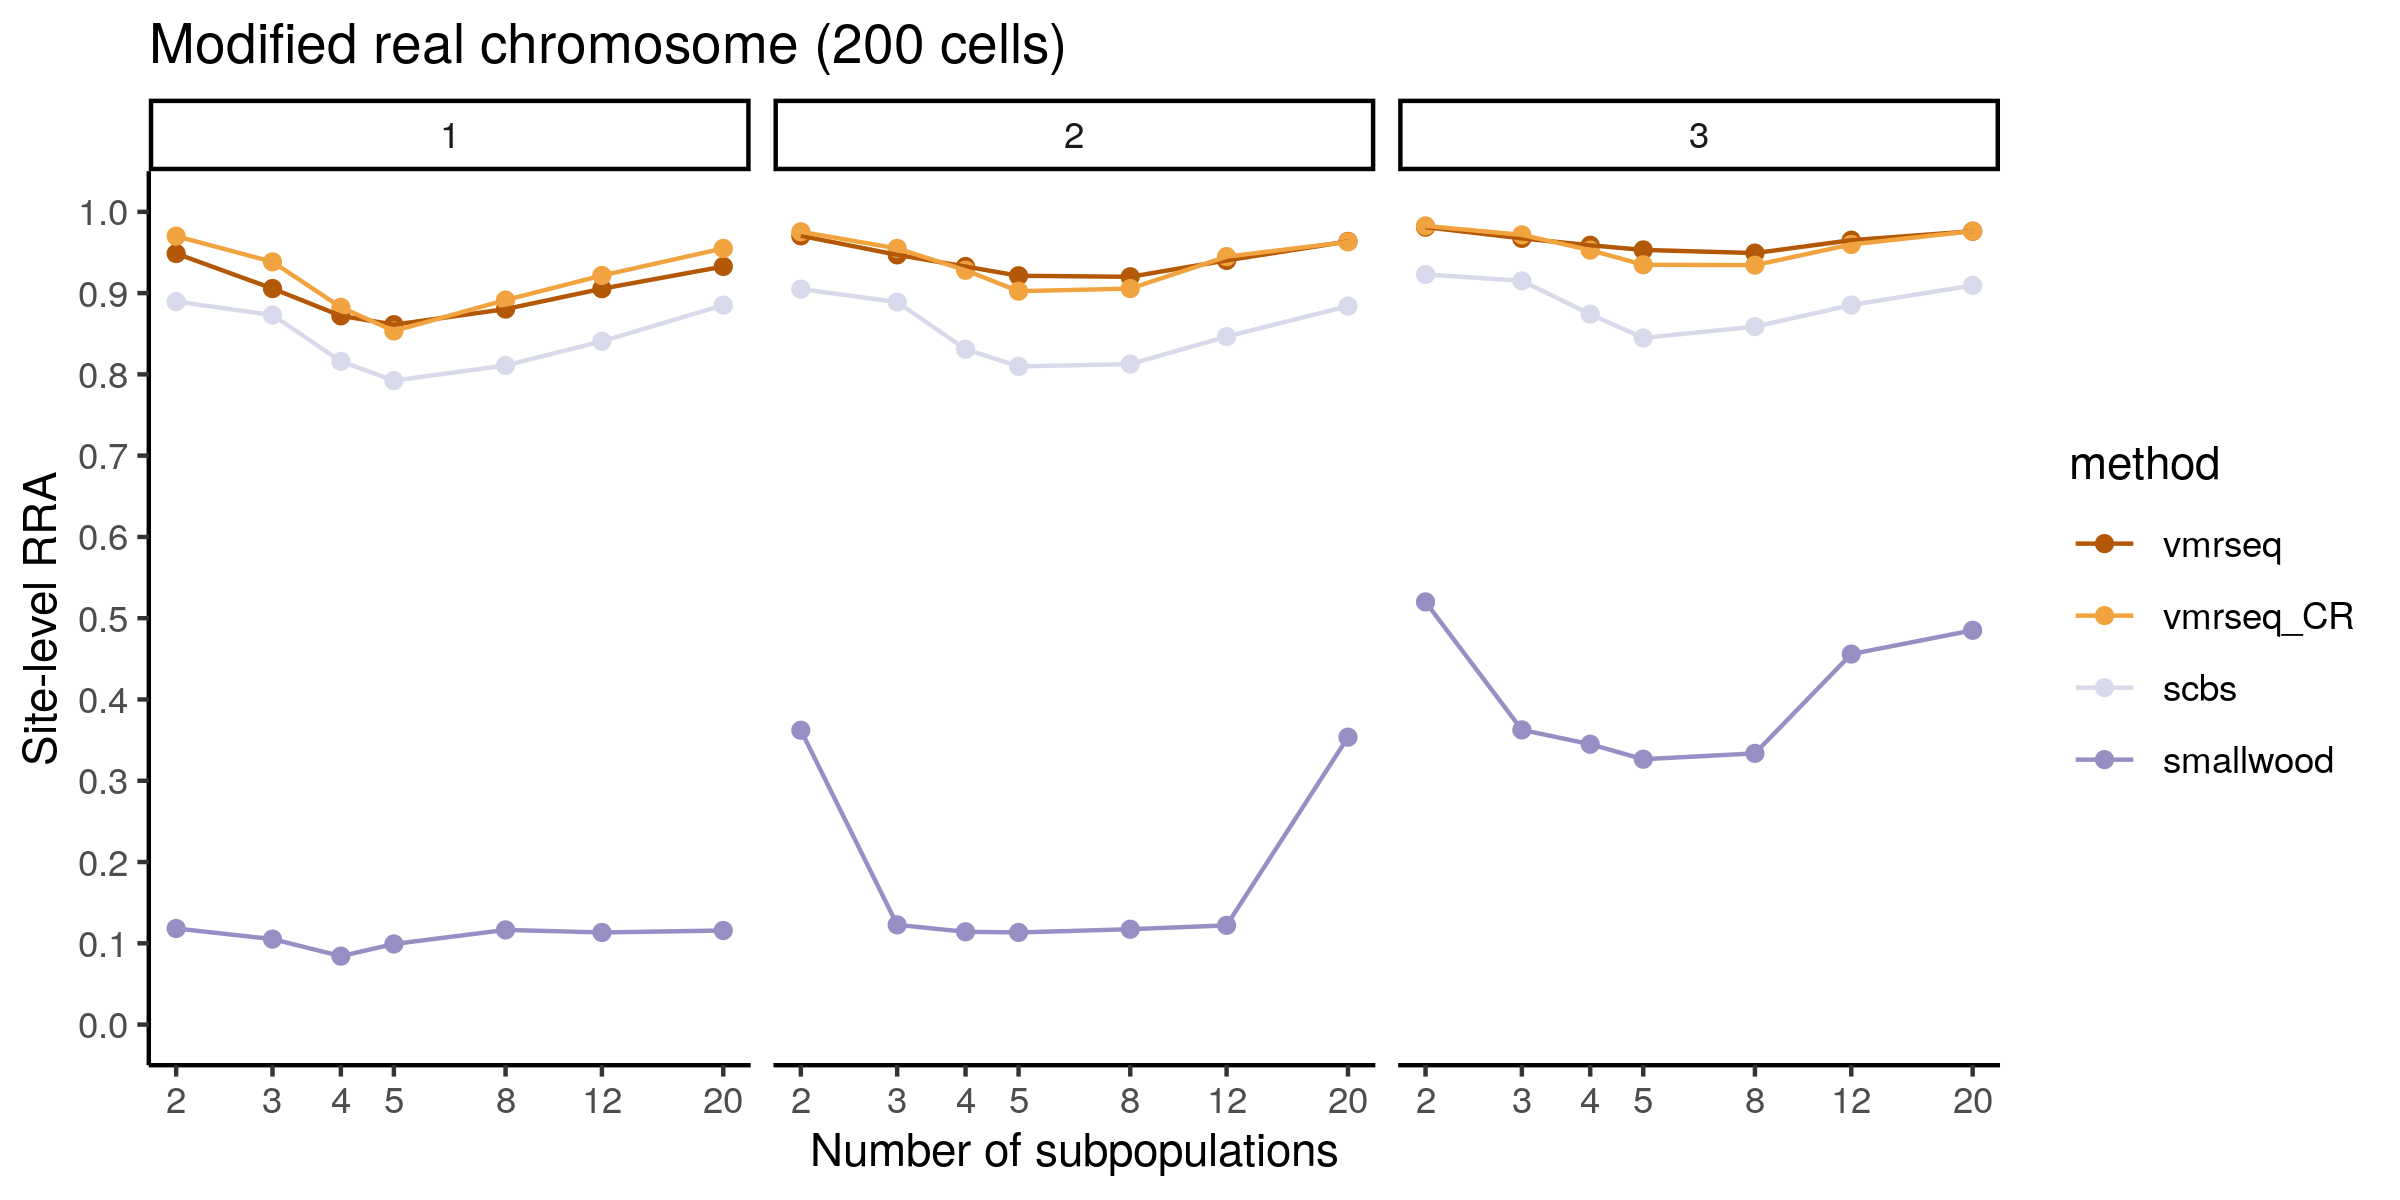 Modified real chromosome (200 cells)
1 2 3
1.0
0.9
0.8
0.7
0.6
0.5
0.4
0.3
0.2
0.1
0.0
Site-level RRA
2 3 4 5 8 12 20 2 3 4 5 8 12 20 2 3 4 5 8 12 20
Number of subpopulations
method
vmrseq
vmrseq_CR
scbs
smallwood